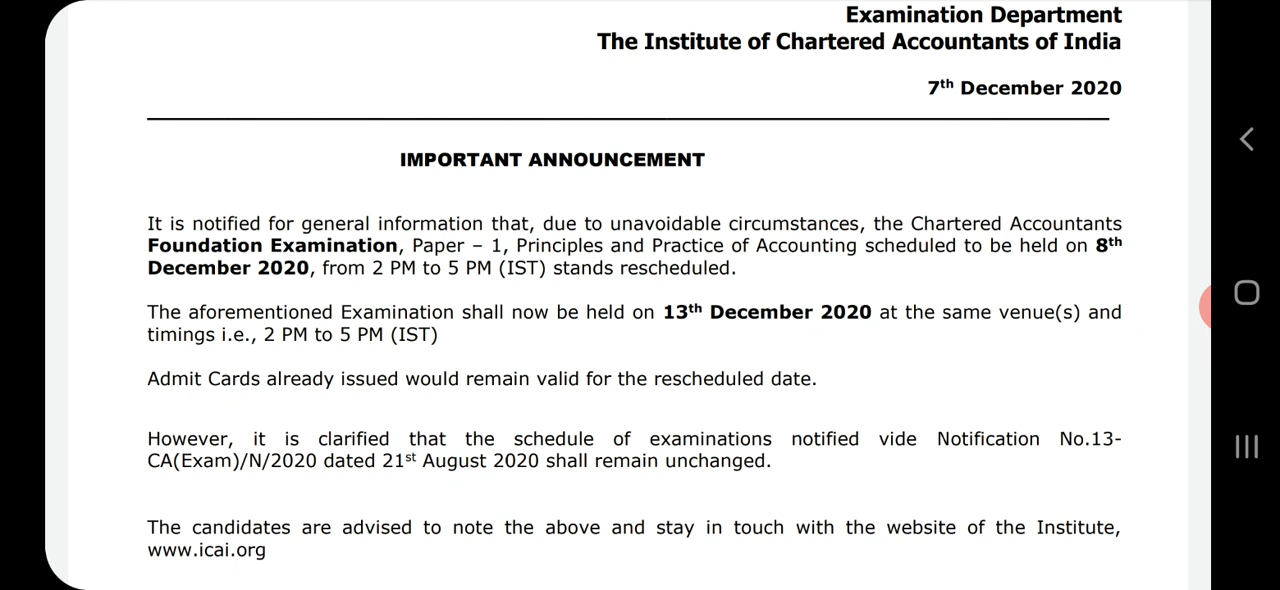 Examination Department
The Institute of Chartered Accountants of India
7th December 2020
IMPORTANT ANNOUNCEMENT
It is notified for general information that, due to unavoidable circumstances, the Chartered Accountants
Foundation Examination, Paper – 1, Principles and Practice of Accounting scheduled to be held on 8th
December 2020, from 2 PM to 5 PM (IST) stands rescheduled.
The aforementioned Examination shall now be held on 13th December 2020 at the same venue(s) and
timings i.e., 2 PM to 5 PM (IST)
Admit Cards already issued would remain valid for the rescheduled date.
However, it is clarified that the schedule of examinations notified vide Notification No.13-
CA(Exam)/N/2020 dated 21st August 2020 shall remain unchanged.
The candidates are advised to note the above and stay in touch with the website of the Institute,
www.icai.org